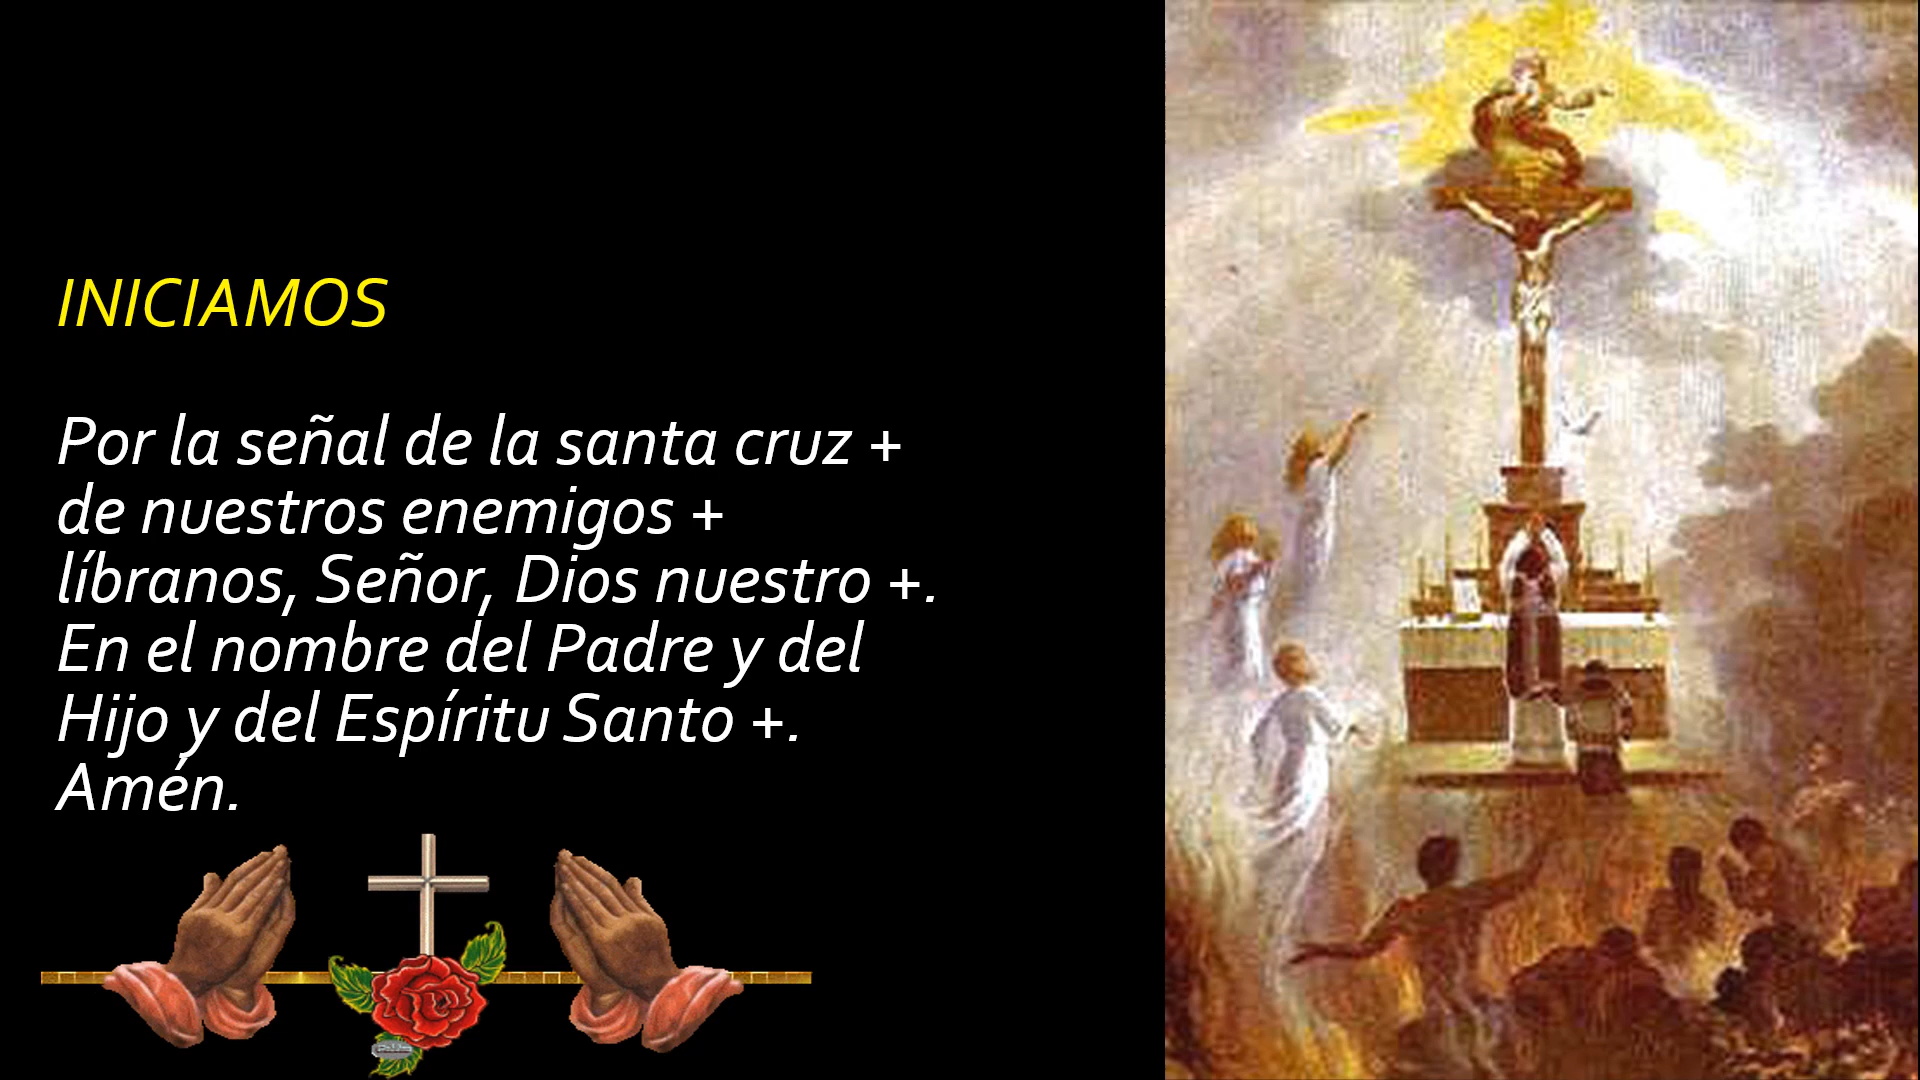 INICIAMOS
Por la señal de la santa cruz +
de nuestros enemigos +
líbranos, Señor, Dios nuestro +.
En el nombre del Padre y del
Hijo y del Espíritu Santo +.
Amén.